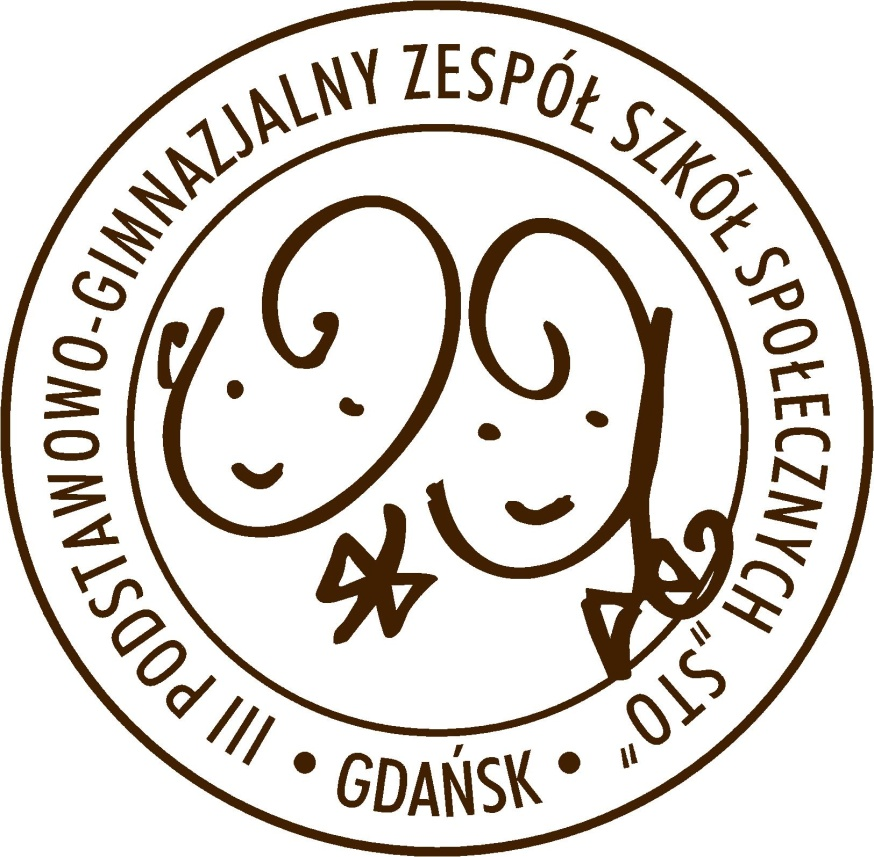 III PODSTAWOWO-GIMNAZJALNY ZESPÓŁ SZKÓŁ SPOŁECZNYCH „STO”
• GDAŃSK •